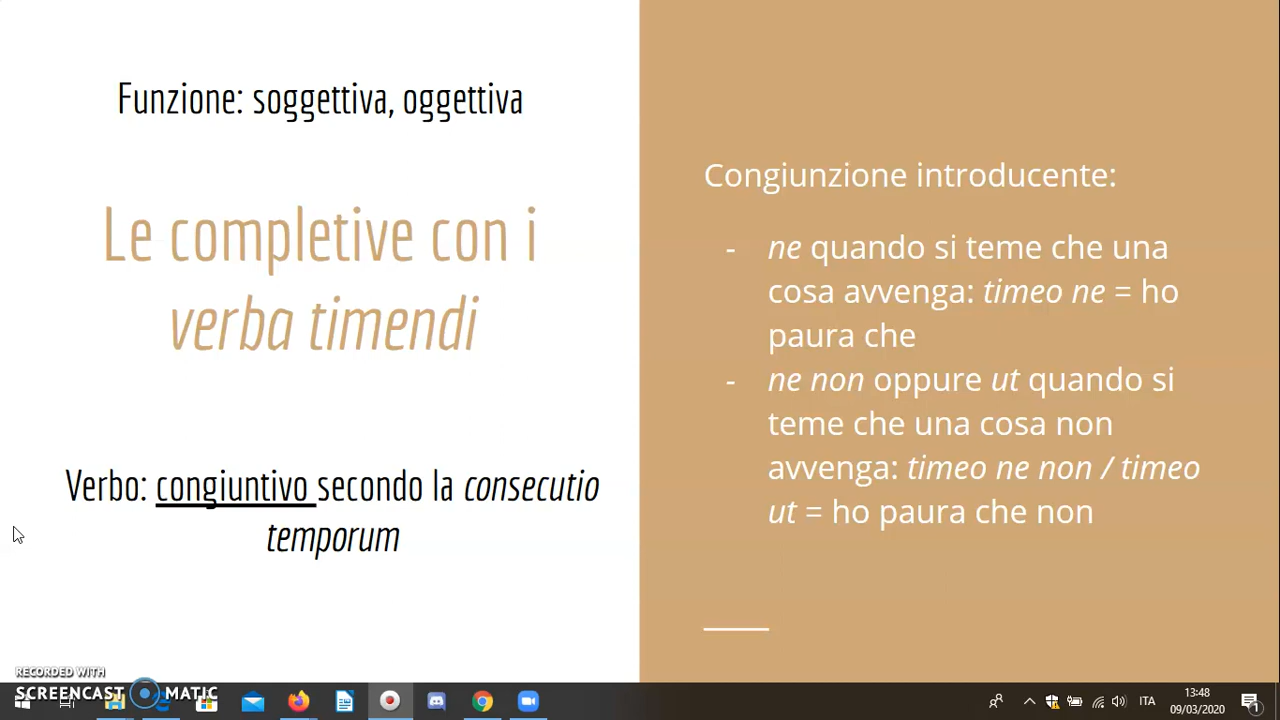 Funzione: soggettiva, oggettiva
Le completive con i
verba timendi
Verbo: congiuntivo secondo la consecutio
temporum
Congiunzione introducente:
- ne quando si teme che una
cosa avvenga: timeo ne = ho
paura che
- ne non oppure ut quando si
teme che una cosa non
avvenga: timeo ne non / timeo
ut = ho paura che non
RECORDED WITH
SCREENCAST MATIC
ITA
13:48
09/03/2020
1